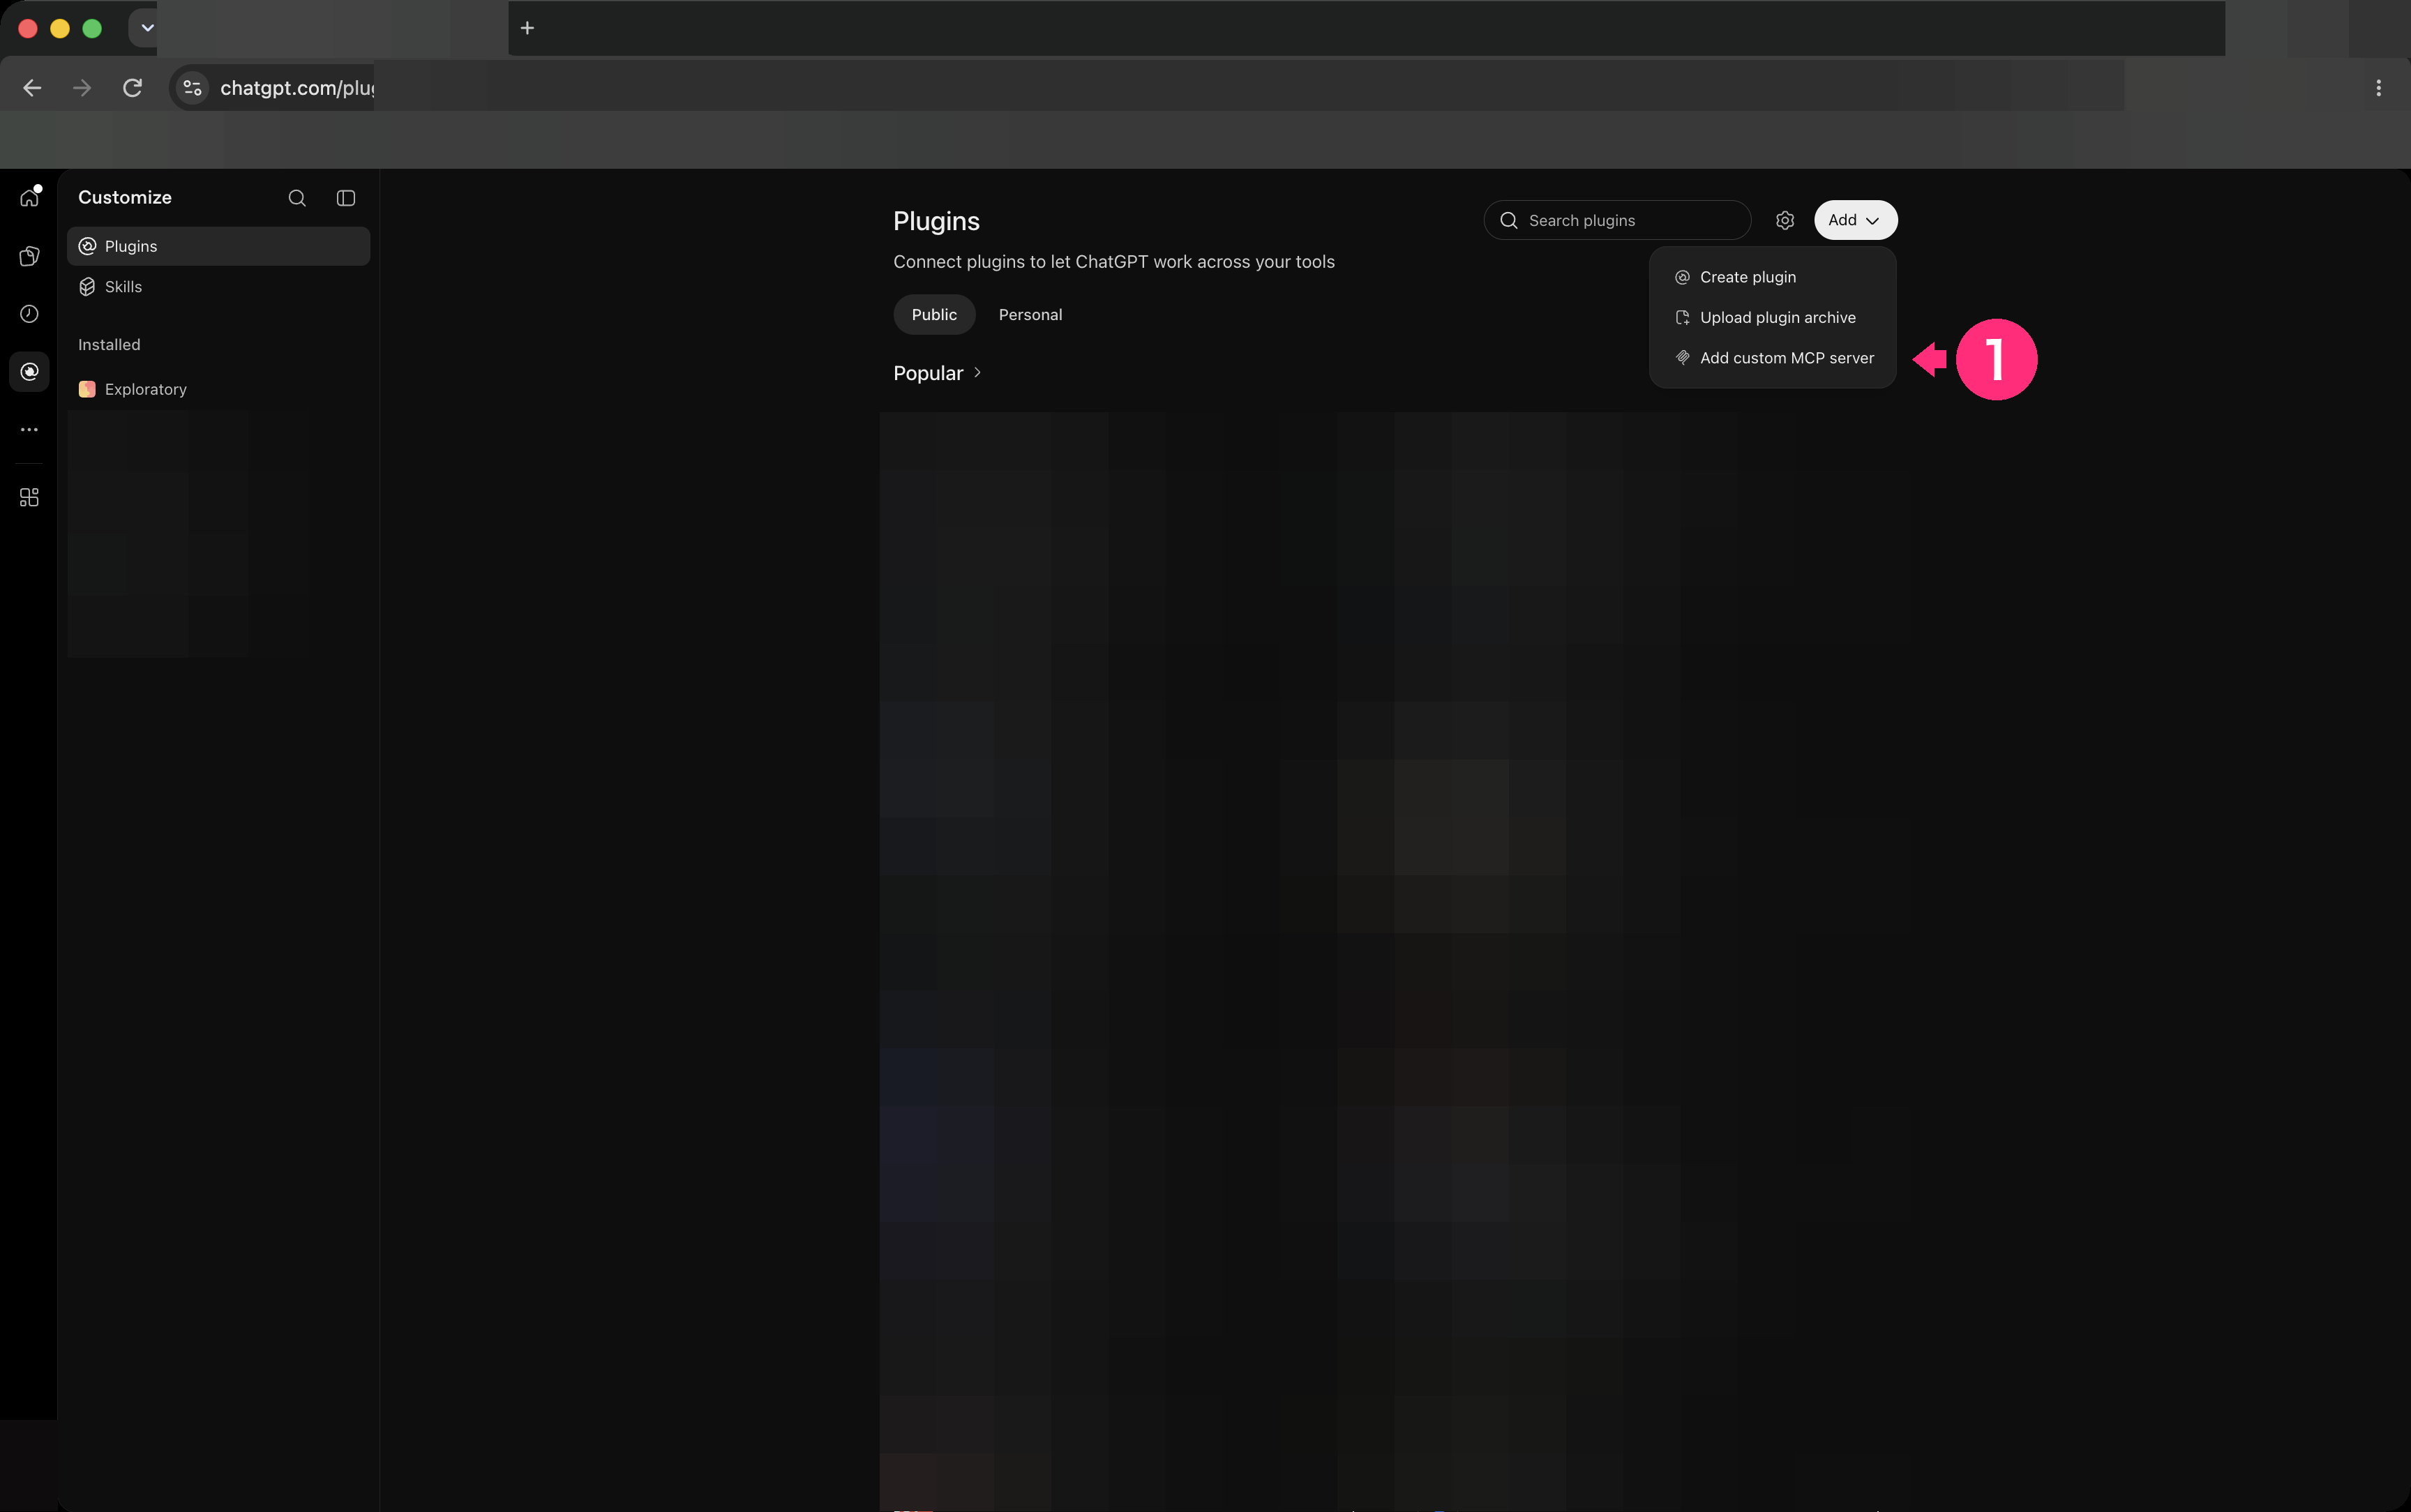 chatgpt.com/plug
Customize
Plugins
Skills
Installed
Exploratory
Plugins
Search plugins
Add
Connect plugins to let ChatGPT work across your tools
Create plugin
Upload plugin archive
Add custom MCP server
1
Public
Personal
Popular